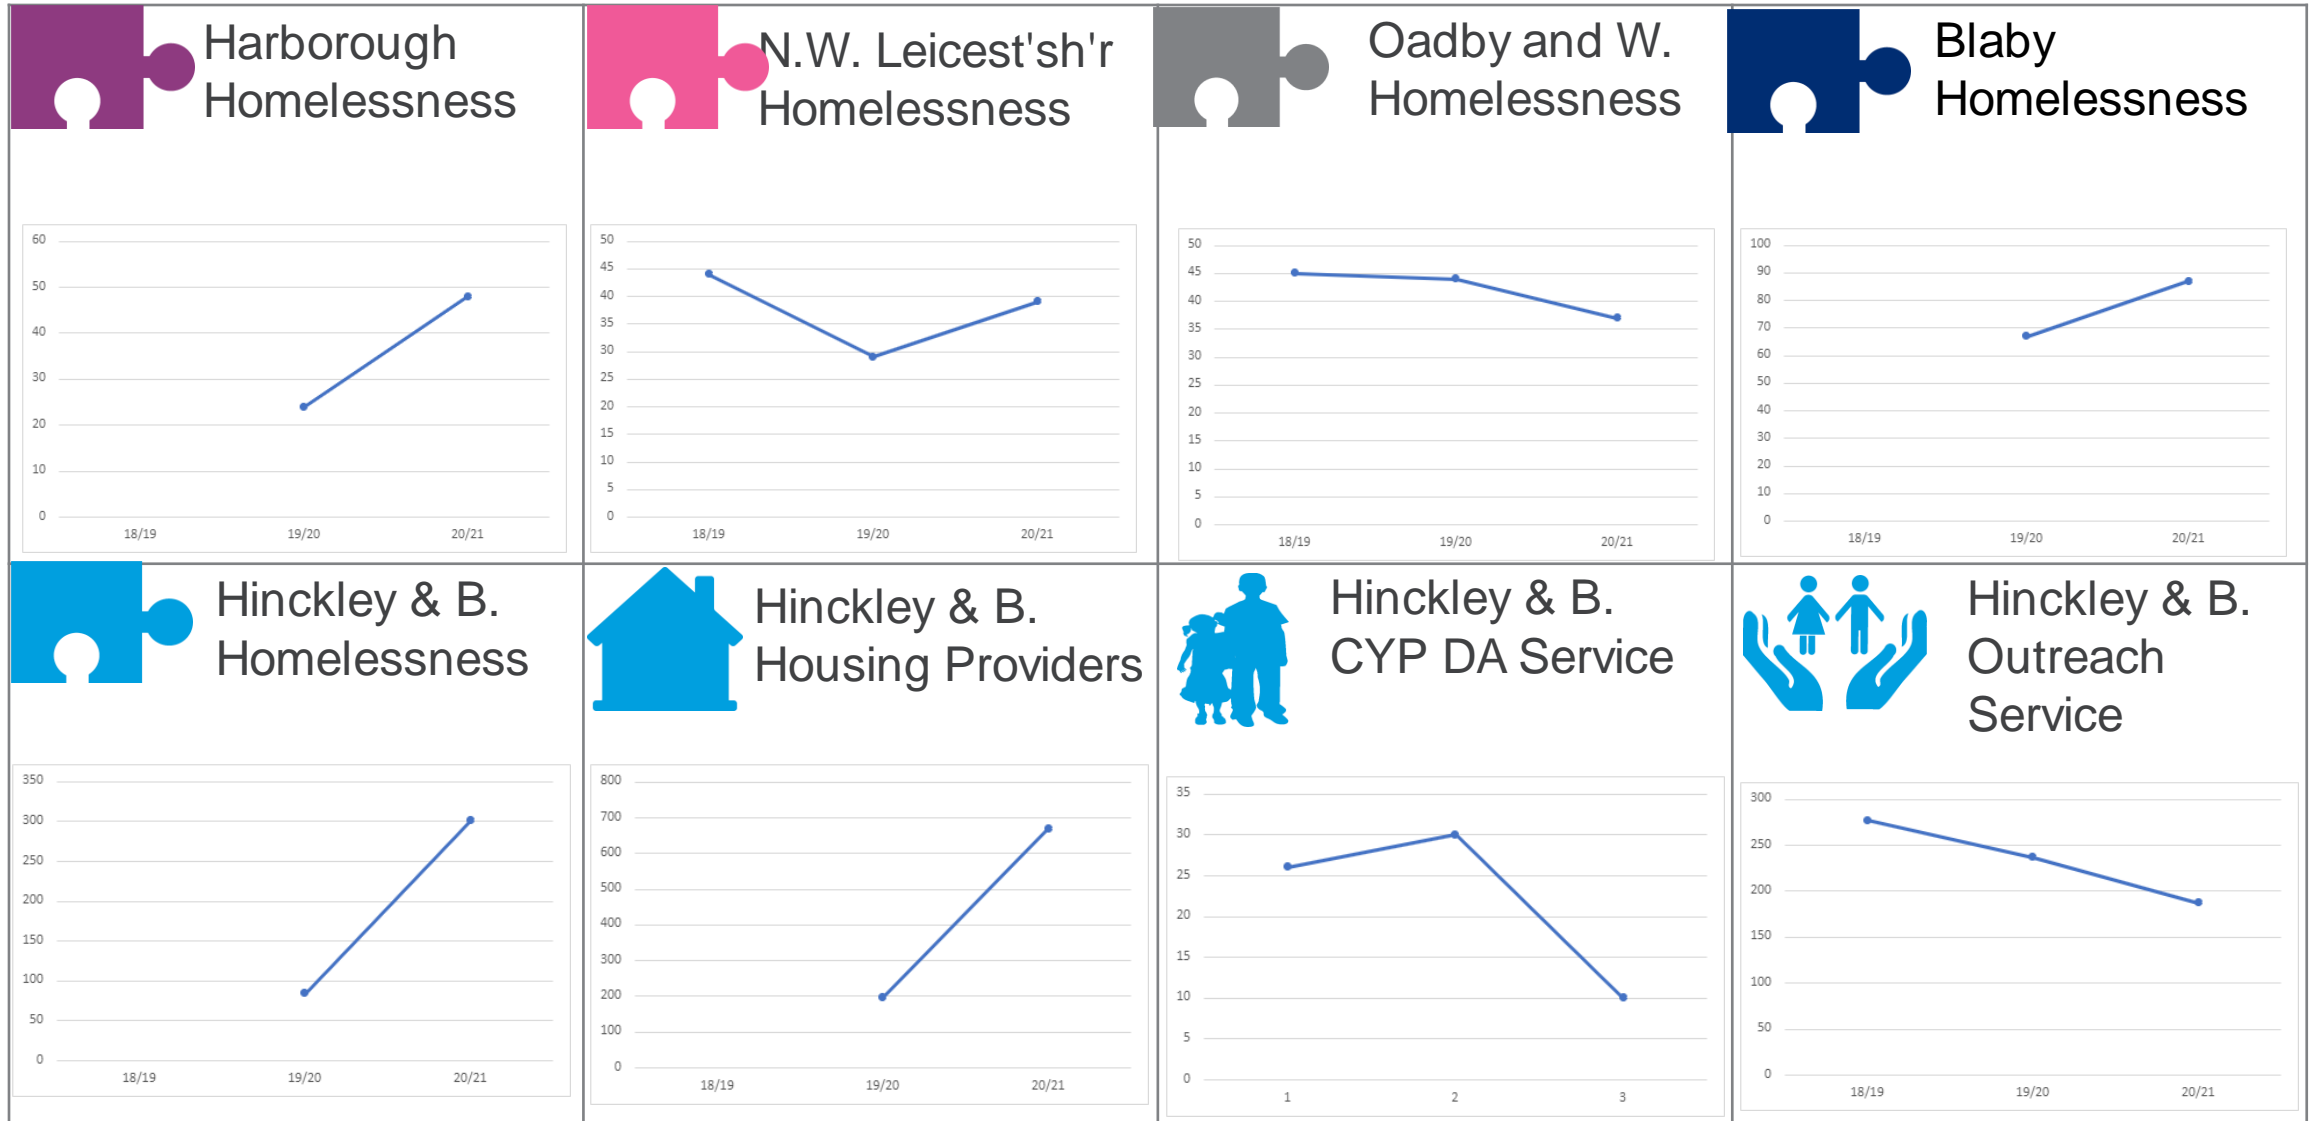 Harborough
Homelessness
60
50
40
30
20
10
0
18/19 19/20 20/21
N.W. Leicest'sh'r
Homelessness
50
45
40
35
30
25
20
15
10
5
0
18/19 19/20 20/21
Oadby and W.
Homelessness
50
45
40
35
30
25
20
15
10
5
0
18/19 19/20 20/21
Blaby
Homelessness
100
90
80
70
60
50
40
30
20
10
0
18/19 19/20 20/21
Hinckley & B.
Homelessness
350
300
250
200
150
100
50
0
18/19 19/20 20/21
Hinckley & B.
Housing Providers
800
700
600
500
400
300
200
100
0
18/19 19/20 20/21
Hinckley & B.
CYP DA Service
35
30
25
20
15
10
5
0
1 2 3
Hinckley & B.
Outreach
Service
300
250
200
150
100
50
0
18/19 19/20 20/21